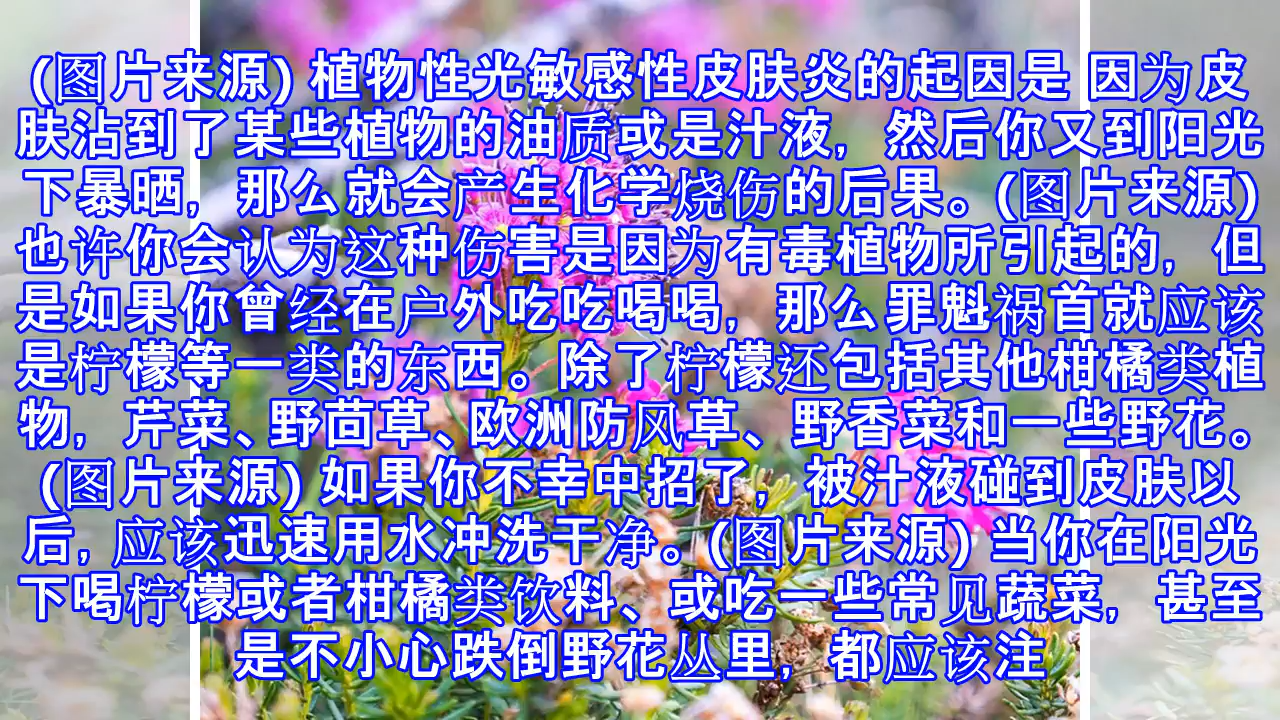 (图片来源) 植物性光敏感性皮肤炎的起因是 因为皮
肤沾到了某些植物的油质或是汁液，然后你又到阳光
下暴晒，那么就会产生化学烧伤的后果。(图片来源)
也许你会认为这种伤害是因为有毒植物所引起的，但
是如果你曾经在户外吃吃喝喝，那么罪魁祸首就应该
是柠檬等一类的东西。除了柠檬还包括其他柑橘类植
物，芹菜、野茴草、欧洲防风草、野香菜和一些野花。
(图片来源) 如果你不幸中招了，被汁液碰到皮肤以
后，应该迅速用水冲洗干净。(图片来源) 当你在阳光
下喝柠檬或者柑橘类饮料、或吃一些常见蔬菜，甚至
是不小心跌倒野花丛里，都应该注